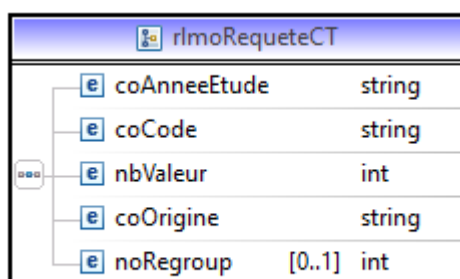 rImoRequeteCT
e coAnneeEtude string
e coCode string
e nbValeur int
e coOrigine string
e noRegroup [0..1] int